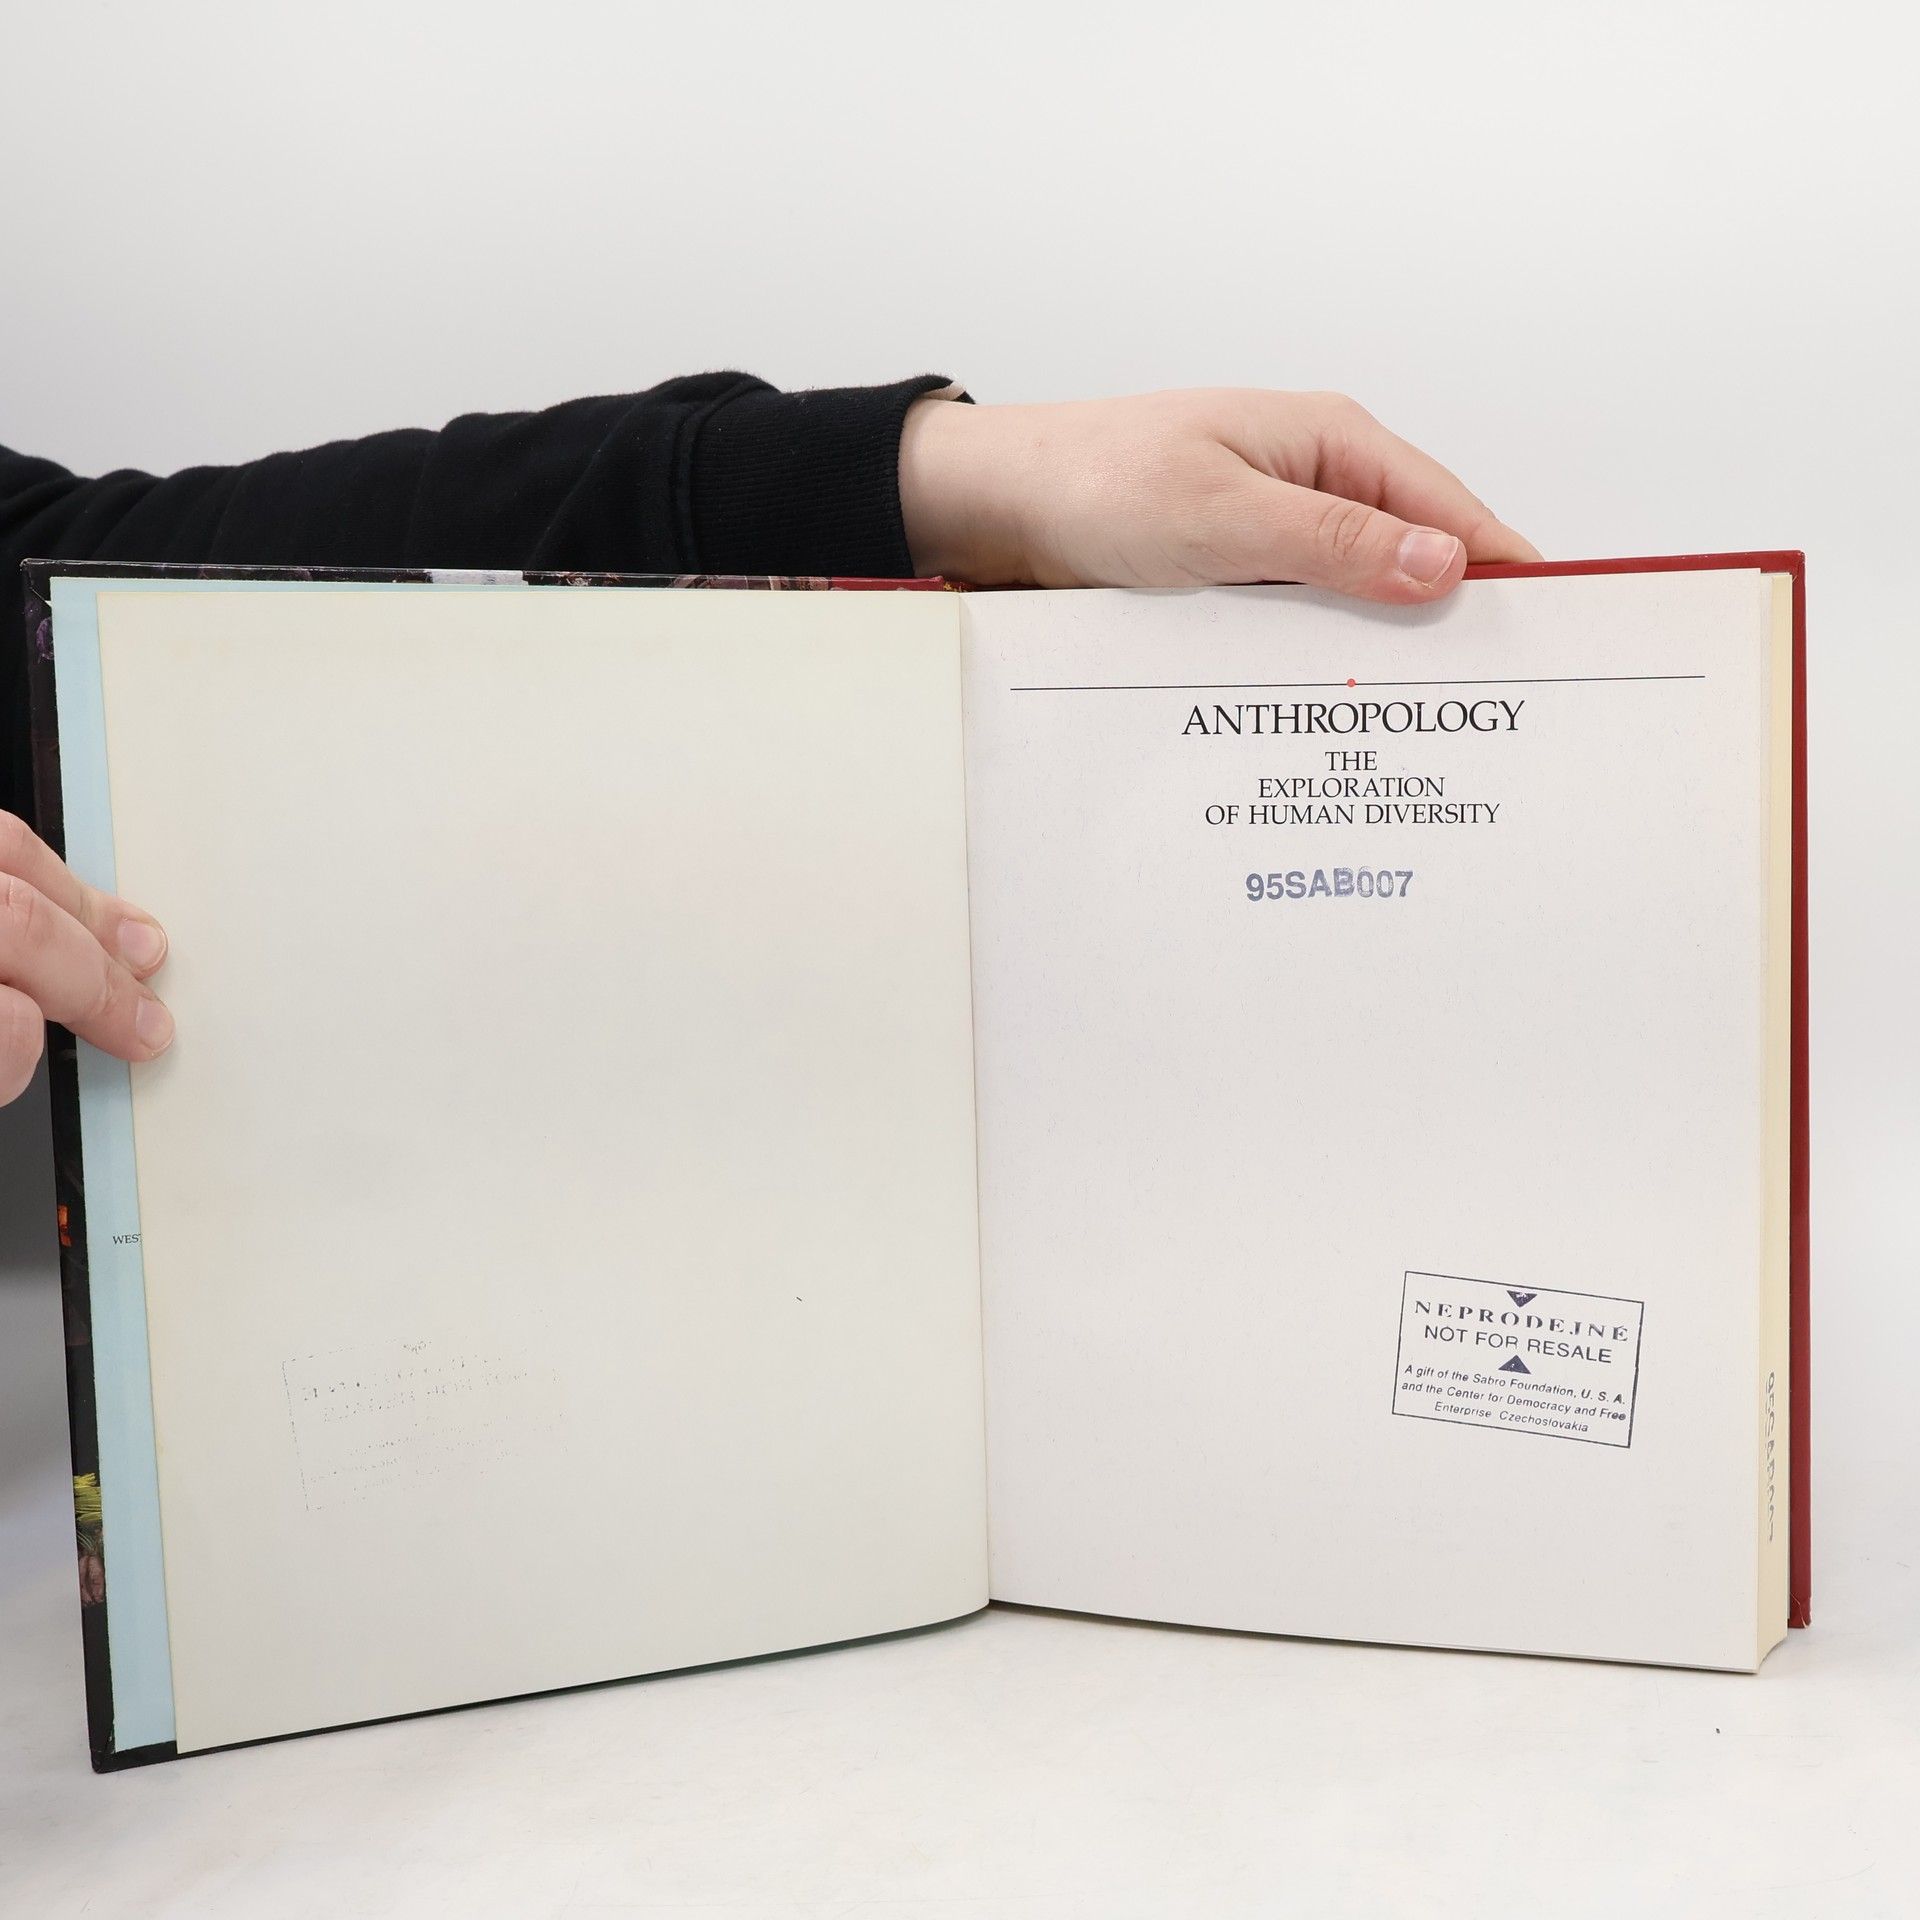 WEST
ANTHROPOLOGY
THE
EXPLORATION
OF HUMAN DIVERSITY
95SAB007
NEPRODEJNÉ
NOT FOR RESALE
A gift of the Sabro Foundation, U. S. A.
and the Center for Democracy and Free
Enterprise Czechoslovakia